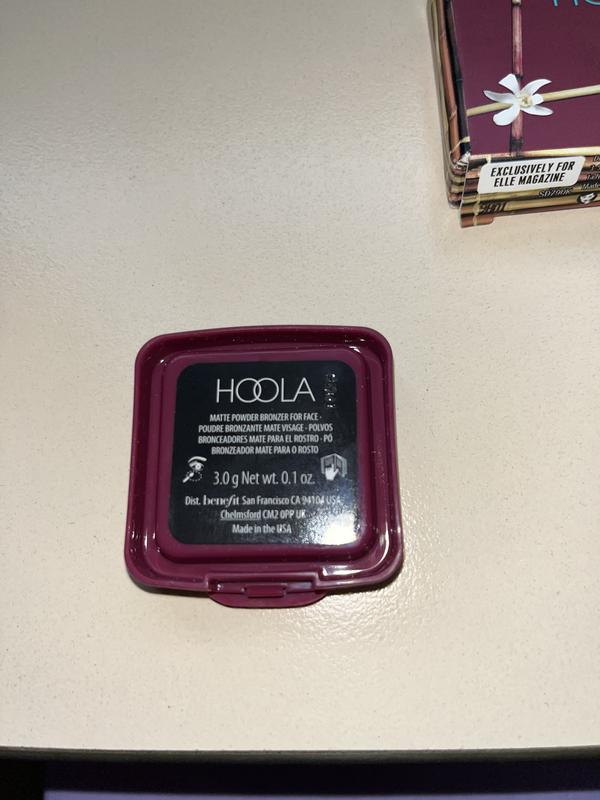 EXCLUSIVELY FOR
ELLE MAGAZINE
Made
HOOLA
MATTE POWDER BRONZER FOR FACE ·
POUDRE BRONZANTE MATE VISAGE · POLVOS
BRONCEADORES MATE PARA EL ROSTRO · PÓ
BRONZEADOR MATE PARA O ROSTO
3.0 g Net wt. 0.1 oz.
Dist. benefit San Francisco CA 94104 USA
Chelmsford CM2 0PP UK
Made in the USA